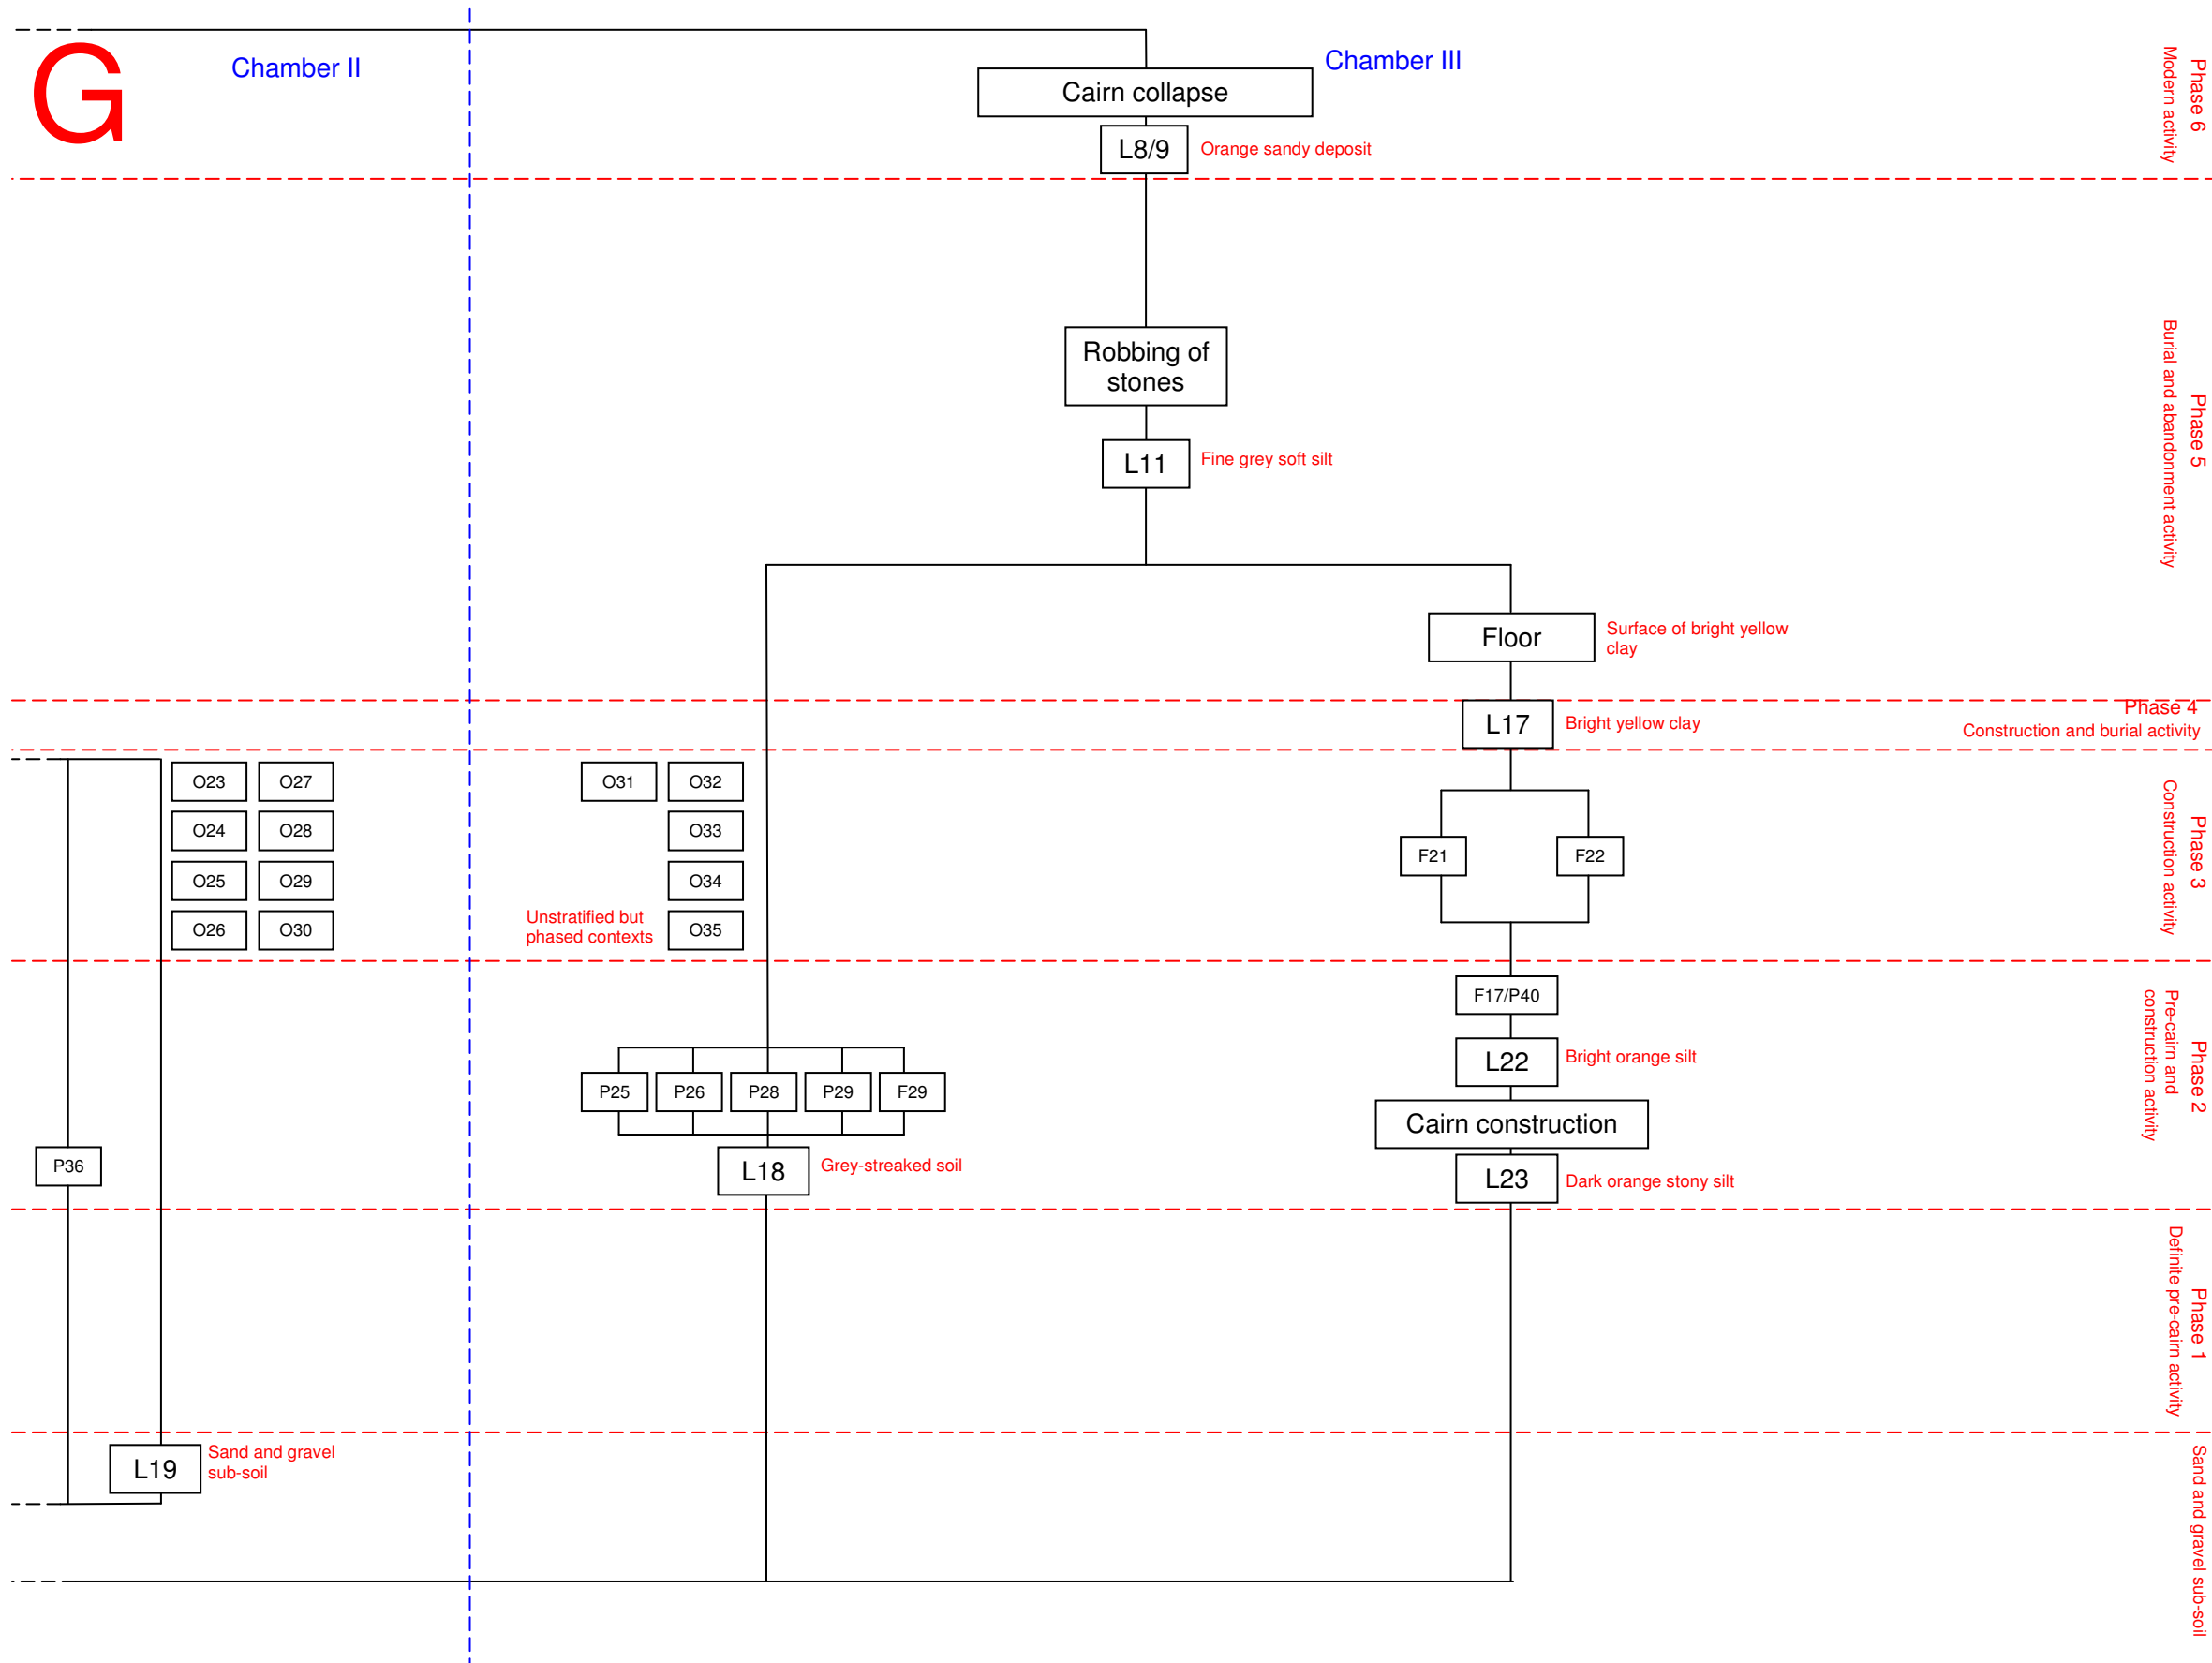 G
Chamber II
Chamber III
Cairn collapse
L8/9
Orange sandy deposit
Phase 6
Modern activity
Robbing of
stones
L11
Fine grey soft silt
Phase 5
Burial and abandonment activity
Floor
Surface of bright yellow
clay
L17
Bright yellow clay
Phase 4
Construction and burial activity
O23
O27
O31
O32
O24
O28
O33
O25
O29
O34
O26
O30
Unstratified but
phased contexts
O35
F21
F22
Phase 3
Construction activity
F17/P40
L22
Bright orange silt
P25
P26
P28
P29
F29
Cairn construction
P36
L18
Grey-streaked soil
L23
Dark orange stony silt
Phase 2
Pre-cairn and
construction activity
Phase 1
Definite pre-cairn activity
L19
Sand and gravel
sub-soil
Sand and gravel sub-soil